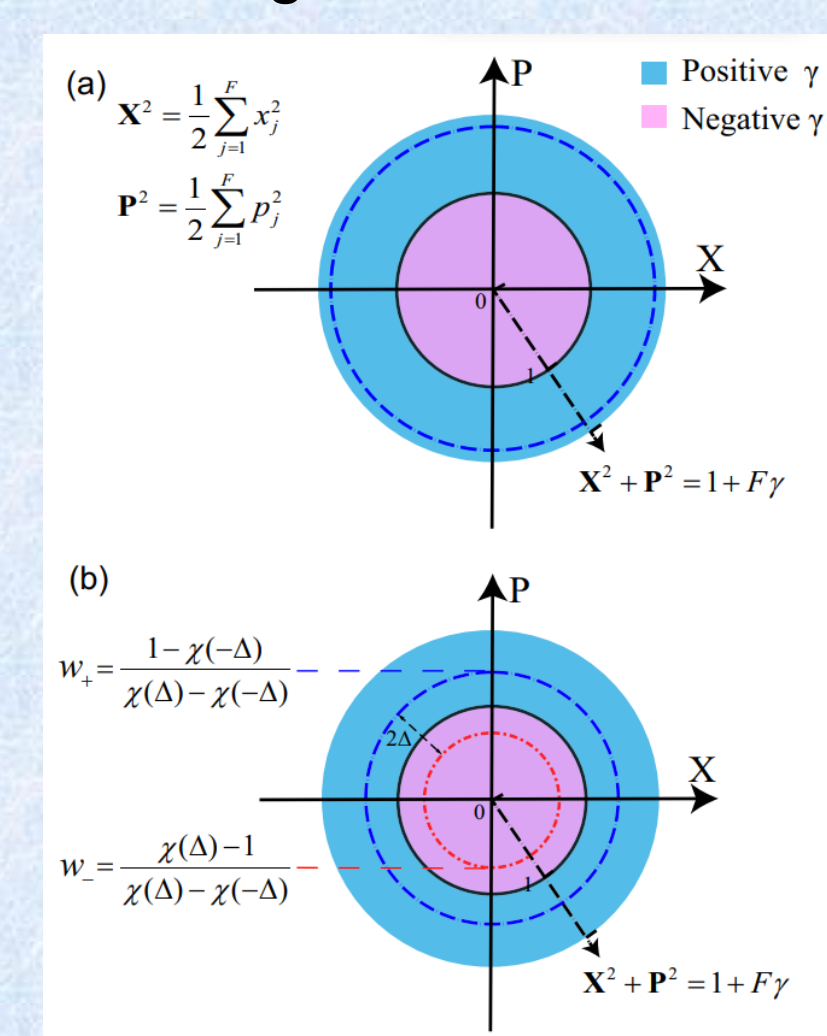 (a)
X² = 1/2 ∑_{j=1}^{F} x_j²
P² = 1/2 ∑_{j=1}^{F} p_j²
P
Positive γ
Negative γ
X
0
1
X² + P² = 1 + Fγ
(b)
P
w₊ = (1 − χ(−Δ)) / (χ(Δ) − χ(−Δ))
2Δ
X
0
w₋ = (χ(Δ) − 1) / (χ(Δ) − χ(−Δ))
1
X² + P² = 1 + Fγ